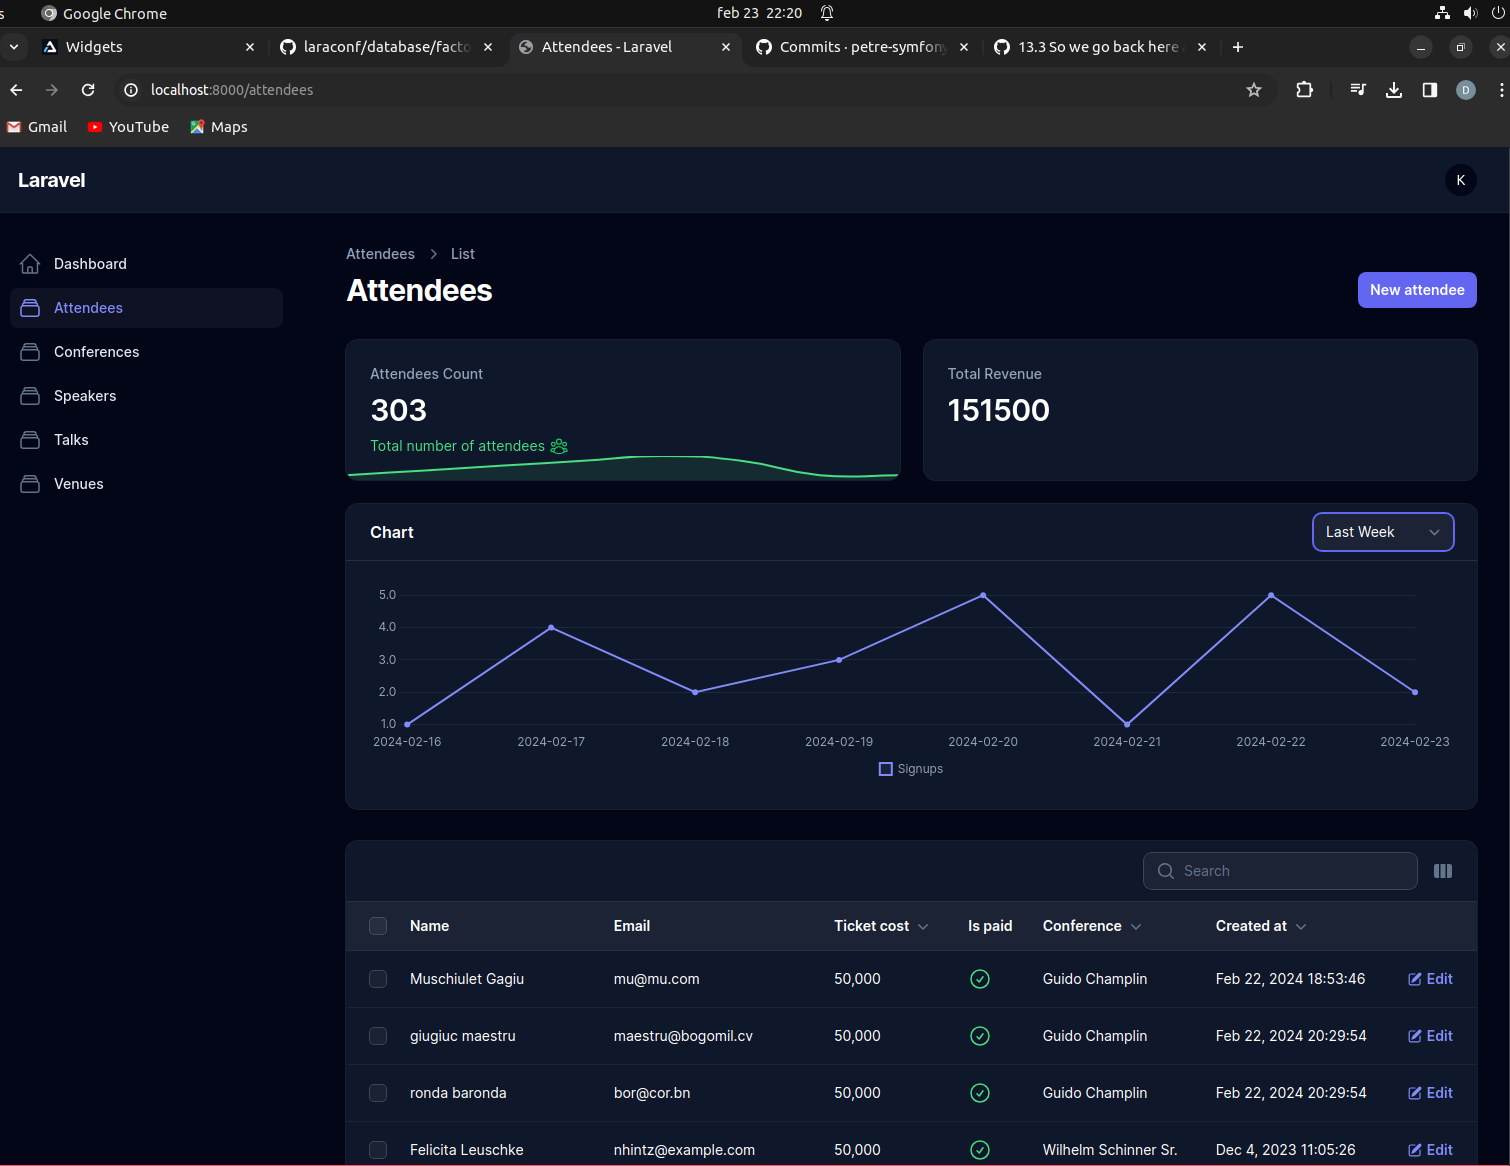 s Google Chrome feb 23 22:20
Widgets laraconf/database/facto Attendees - Laravel Commits · petre-symfony 13.3 So we go back here a
localhost:8000/attendees D
Gmail YouTube Maps
Laravel K
Dashboard
Attendees
Conferences
Speakers
Talks
Venues
Attendees > List
Attendees
New attendee
Attendees Count
303
Total number of attendees
Total Revenue
151500
Chart
Last Week
5.0
4.0
3.0
2.0
1.0
2024-02-16 2024-02-17 2024-02-18 2024-02-19 2024-02-20 2024-02-21 2024-02-22 2024-02-23
Signups
Search
Name Email Ticket cost Is paid Conference Created at
Muschiulet Gagiu mu@mu.com 50,000 Guido Champlin Feb 22, 2024 18:53:46 Edit
giugiuc maestru maestru@bogomil.cv 50,000 Guido Champlin Feb 22, 2024 20:29:54 Edit
ronda baronda bor@cor.bn 50,000 Guido Champlin Feb 22, 2024 20:29:54 Edit
Felicita Leuschke nhintz@example.com 50,000 Wilhelm Schinner Sr. Dec 4, 2023 11:05:26 Edit